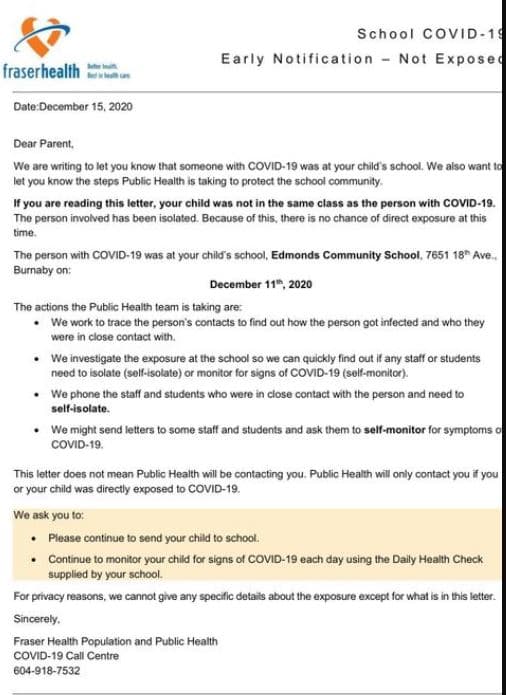 School COVID-19
Early Notification – Not Exposed
fraserhealth
Better health.
Best in health care.
Date:December 15, 2020
Dear Parent,
We are writing to let you know that someone with COVID-19 was at your child's school. We also want to
let you know the steps Public Health is taking to protect the school community.
If you are reading this letter, your child was not in the same class as the person with COVID-19.
The person involved has been isolated. Because of this, there is no chance of direct exposure at this
time.
The person with COVID-19 was at your child's school, Edmonds Community School, 7651 18th Ave.,
Burnaby on:
December 11th, 2020
The actions the Public Health team is taking are:
• We work to trace the person's contacts to find out how the person got infected and who they
were in close contact with.
• We investigate the exposure at the school so we can quickly find out if any staff or students
need to isolate (self-isolate) or monitor for signs of COVID-19 (self-monitor).
• We phone the staff and students who were in close contact with the person and need to
self-isolate.
• We might send letters to some staff and students and ask them to self-monitor for symptoms o
COVID-19.
This letter does not mean Public Health will be contacting you. Public Health will only contact you if you
or your child was directly exposed to COVID-19.
We ask you to:
• Please continue to send your child to school.
• Continue to monitor your child for signs of COVID-19 each day using the Daily Health Check
supplied by your school.
For privacy reasons, we cannot give any specific details about the exposure except for what is in this letter.
Sincerely,
Fraser Health Population and Public Health
COVID-19 Call Centre
604-918-7532